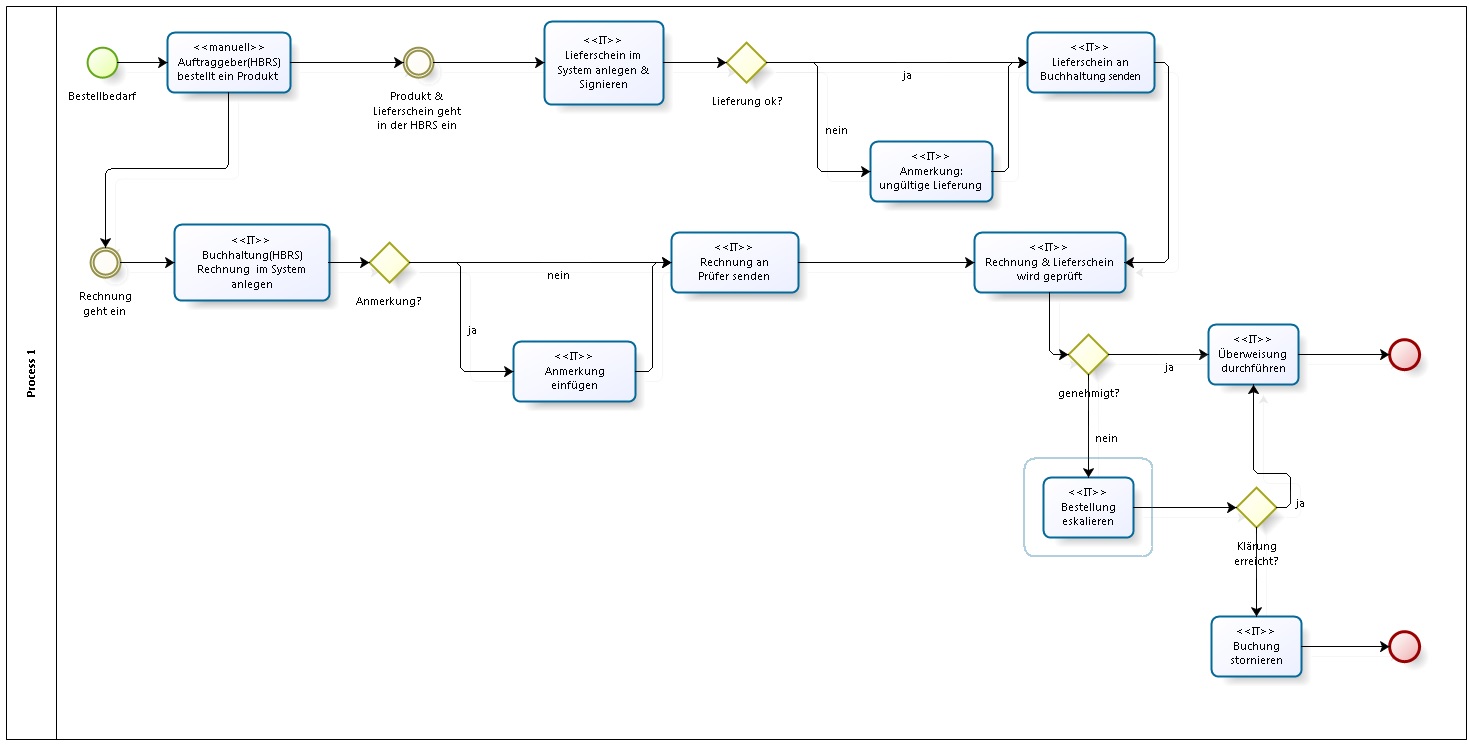 Process 1
Bestellbedarf
<<manuell>>
Auftraggeber(HBRS)
bestellt ein Produkt
Produkt &
Lieferschein geht
in der HBRS ein
<<IT>>
Lieferschein im
System anlegen &
Signieren
Lieferung ok?
ja
nein
<<IT>>
Anmerkung:
ungültige Lieferung
<<IT>>
Lieferschein an
Buchhaltung senden
Rechnung
geht ein
<<IT>>
Buchhaltung(HBRS)
Rechnung im System
anlegen
Anmerkung?
nein
ja
<<IT>>
Anmerkung
einfügen
<<IT>>
Rechnung an
Prüfer senden
<<IT>>
Rechnung & Lieferschein
wird geprüft
genehmigt?
ja
nein
<<IT>>
Überweisung
durchführen
<<IT>>
Bestellung
eskalieren
Klärung
erreicht?
ja
<<IT>>
Buchung
stornieren